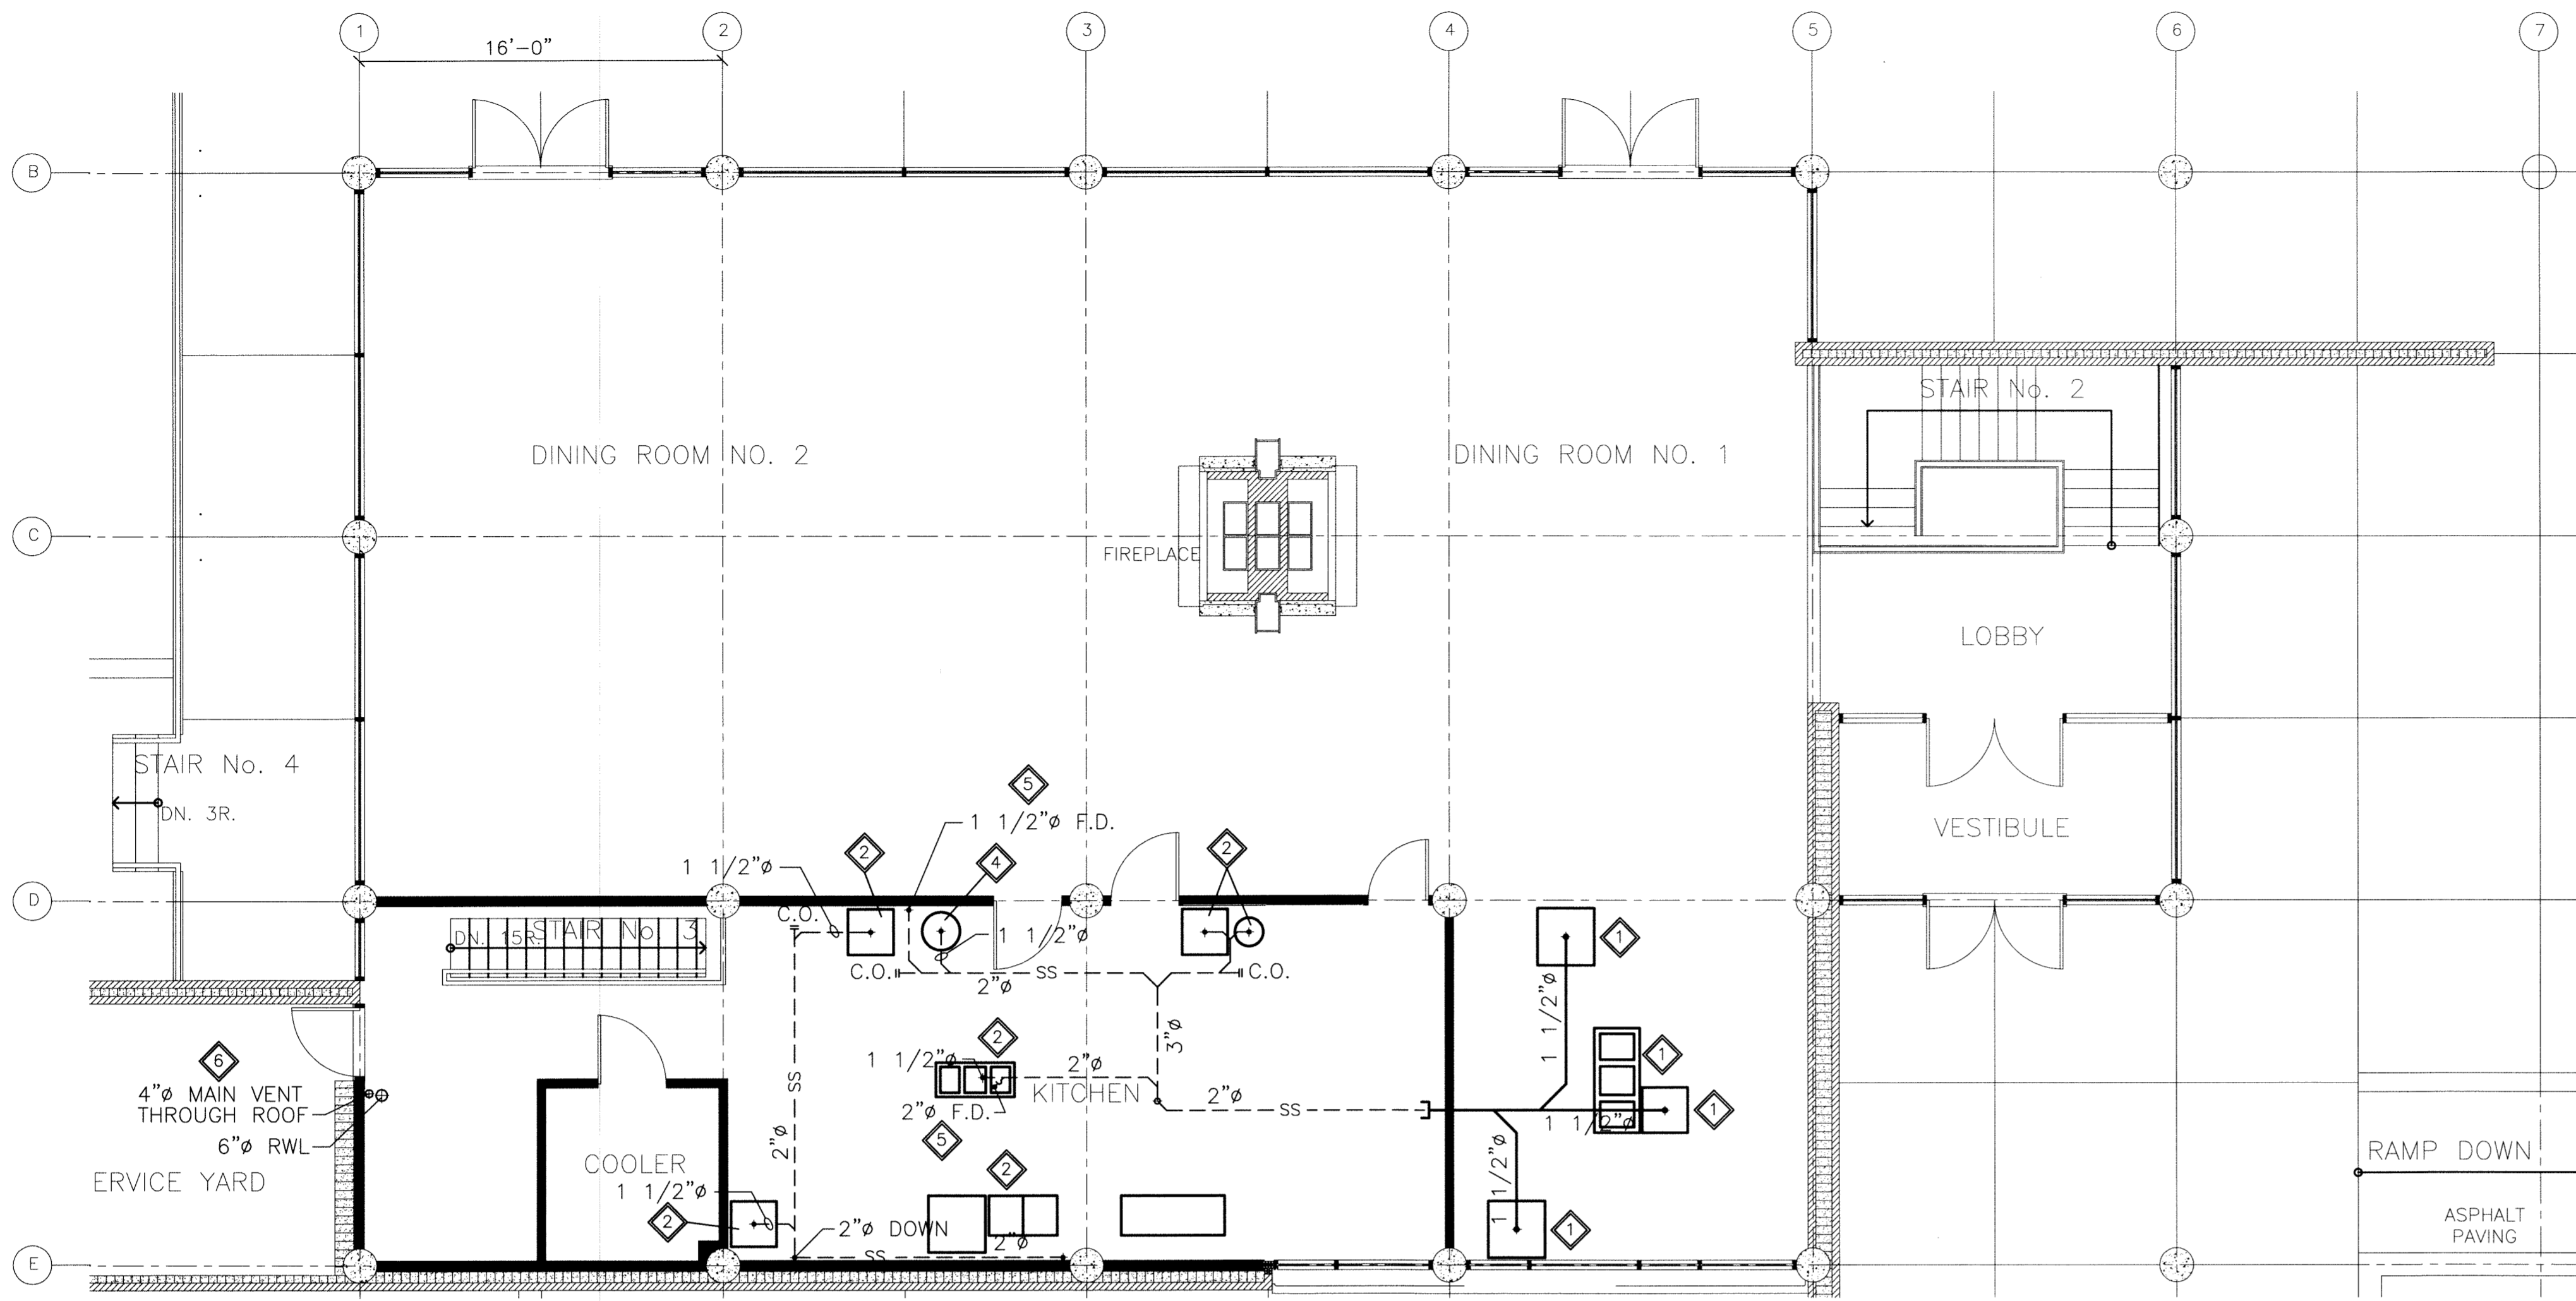 1
2
3
4
5
6
7
16'-0"
B
STAIR No. 2
DINING ROOM NO. 2
DINING ROOM NO. 1
C
FIREPLACE
LOBBY
STAIR No. 4
DN. 3R.
5
1 1/2"ø F.D.
VESTIBULE
2
4
2
1 1/2"ø
D
C.O.
DN. 15R.
STAIR No. 3
1 1/2"ø
1
C.O.
SS
C.O.
2"ø
1 1/2"ø
3"ø
2
1
6
1 1/2"ø
2"ø
SS
KITCHEN
4"ø MAIN VENT
THROUGH ROOF
2"ø F.D.
2"ø
SS
1
1 1/2"ø
6"ø RWL
5
2"ø
1 1/2"ø
RAMP DOWN
COOLER
2
ERVICE YARD
1 1/2"ø
2
2"ø DOWN
1
2"ø
SS
ASPHALT
PAVING
E